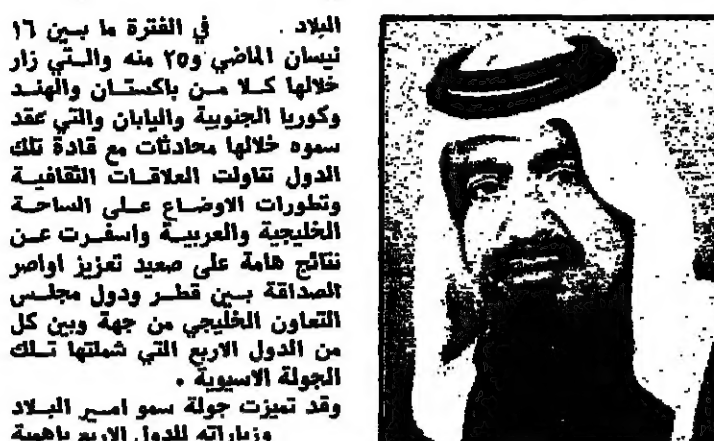 البلاد . في الفترة ما بين ١٦
نيسان الماضي و٢٥ منه والتي زار
خلالها كلا من باكستان والهند
وكوريا الجنوبية واليابان والتي عقد
سموه خلالها محادثات مع قادة تلك
الدول تناولت العلاقات الثقافية
وتطورات الاوضاع على الساحة
الخليجية والعربية واسفرت عن
نتائج هامة على صعيد تعزيز اواصر
الصداقة بين قطر ودول مجلس
التعاون الخليجي من جهة وبين كل
من الدول الاربع التي شملتها تلك
الجولة الاسيوية .
وقد تميزت جولة سمو امير البلاد
وزياراته للدول الاربع باهمية